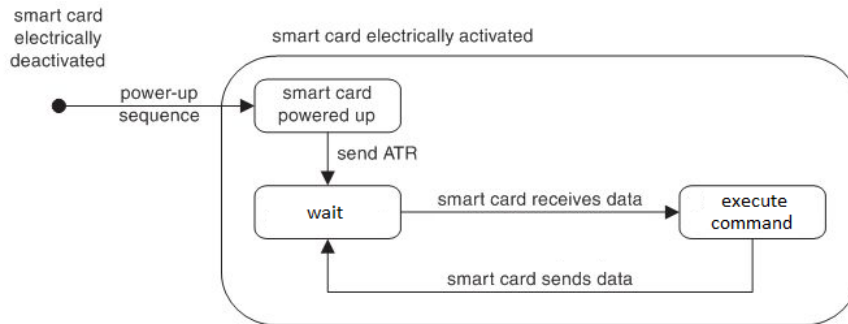 smart card
electrically
deactivated
smart card electrically activated
power-up
sequence
smart card
powered up
send ATR
wait
smart card receives data
execute
command
smart card sends data